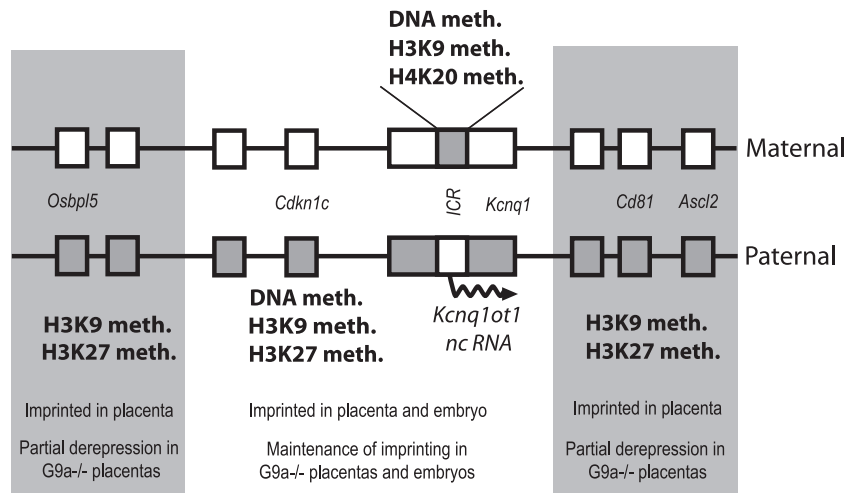 DNA meth.
H3K9 meth.
H4K20 meth.
Maternal
Osbpl5
Cdkn1c
ICR
Kcnq1
Cd81
Ascl2
Paternal
H3K9 meth.
H3K27 meth.
DNA meth.
H3K9 meth.
H3K27 meth.
Kcnq1ot1
nc RNA
H3K9 meth.
H3K27 meth.
Imprinted in placenta
Partial derepression in
G9a-/- placentas
Imprinted in placenta and embryo
Maintenance of imprinting in
G9a-/- placentas and embryos
Imprinted in placenta
Partial derepression in
G9a-/- placentas